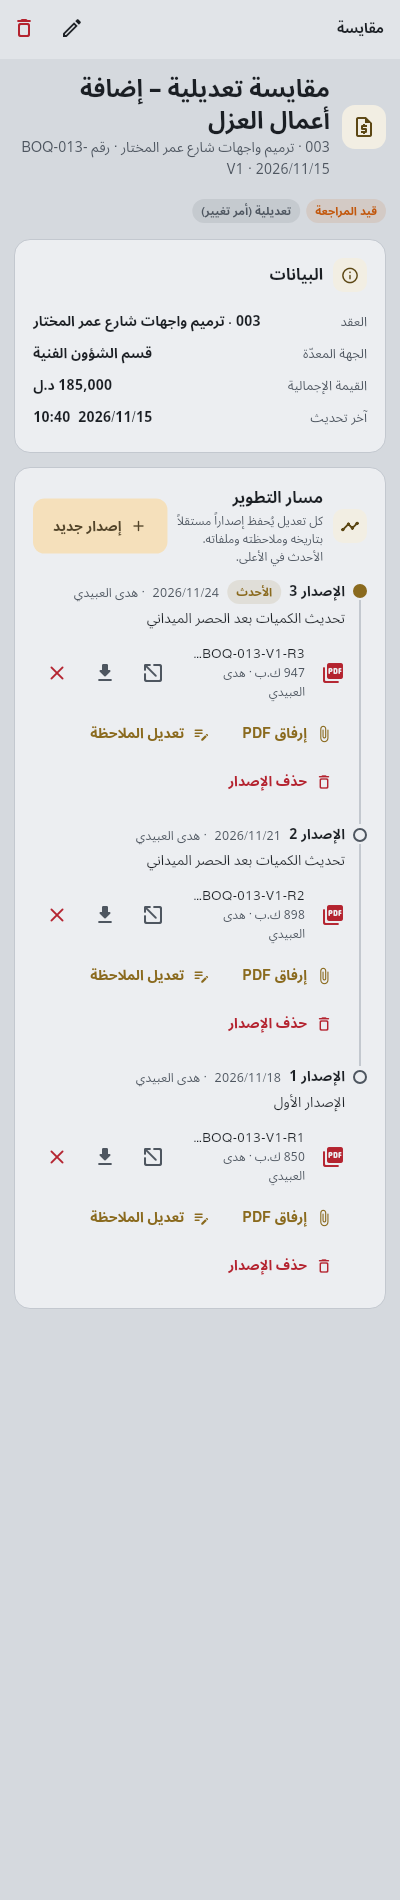 مقايسة
مقايسة تعديلية – إضافة
أعمال العزل
003 · ترميم واجهات شارع عمر المختار · رقم BOQ-013-
V1 · 2026/11/15
قيد المراجعة
تعديلية (أمر تغيير)
البيانات
العقد
003 · ترميم واجهات شارع عمر المختار
الجهة المعدّة
قسم الشؤون الفنية
القيمة الإجمالية
185,000 د.ل
آخر تحديث
2026/11/15 10:40
مسار التطوير
كل تعديل يُحفظ إصداراً مستقلاً
بتاريخه وملاحظته وملفاته.
الأحدث في الأعلى.
إصدار جديد
الإصدار 3 الأحدث 2026/11/24 · هدى العبيدي
تحديث الكميات بعد الحصر الميداني
BOQ-013-V1-R3…
947 ك.ب · هدى
العبيدي
إرفاق PDF
تعديل الملاحظة
حذف الإصدار
الإصدار 2 2026/11/21 · هدى العبيدي
تحديث الكميات بعد الحصر الميداني
BOQ-013-V1-R2…
898 ك.ب · هدى
العبيدي
إرفاق PDF
تعديل الملاحظة
حذف الإصدار
الإصدار 1 2026/11/18 · هدى العبيدي
الإصدار الأول
BOQ-013-V1-R1…
850 ك.ب · هدى
العبيدي
إرفاق PDF
تعديل الملاحظة
حذف الإصدار